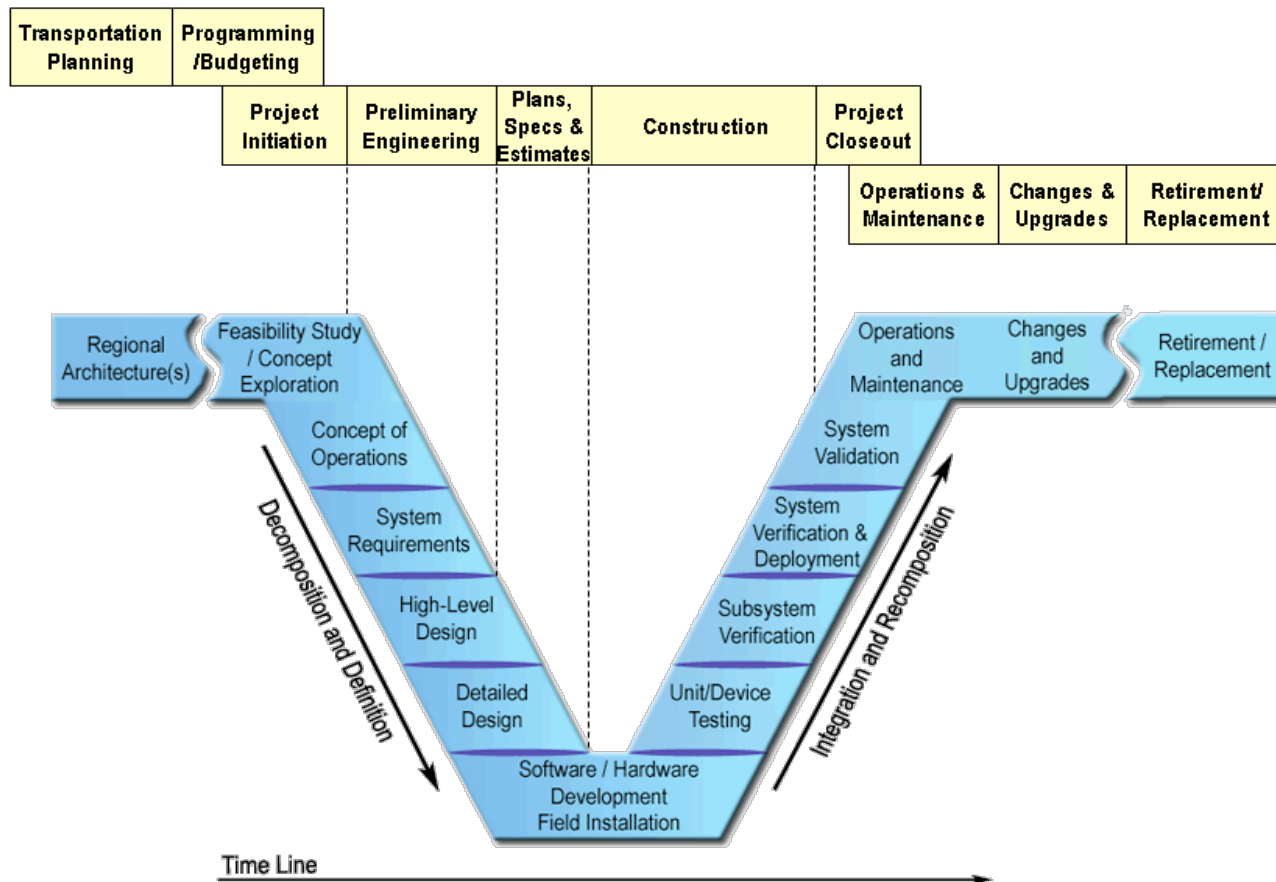 Transportation
Planning
Programming
/Budgeting
Project
Initiation
Preliminary
Engineering
Plans,
Specs &
Estimates
Construction
Project
Closeout
Operations &
Maintenance
Changes &
Upgrades
Retirement/
Replacement
Regional
Architecture(s)
Feasibility Study
/ Concept
Exploration
Concept of
Operations
System
Requirements
High-Level
Design
Detailed
Design
Software / Hardware
Development
Field Installation
Unit/Device
Testing
Subsystem
Verification
System
Verification &
Deployment
System
Validation
Operations
and
Maintenance
Changes
and
Upgrades
Retirement /
Replacement
Decomposition and Definition
Integration and Recomposition
Time Line